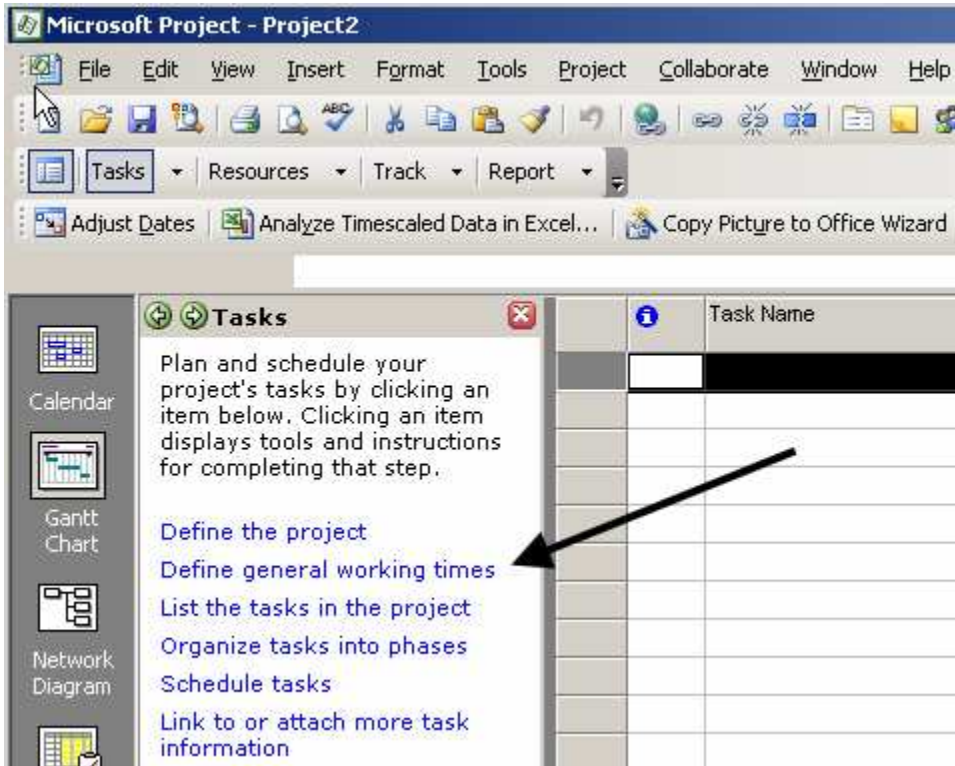 Microsoft Project - Project2
File Edit View Insert Format Tools Project Collaborate Window Help
ABC
Tasks Resources Track Report
Adjust Dates Analyze Timescaled Data in Excel... Copy Picture to Office Wizard
Tasks
Task Name
Plan and schedule your
project's tasks by clicking an
item below. Clicking an item
displays tools and instructions
for completing that step.
Define the project
Define general working times
List the tasks in the project
Organize tasks into phases
Schedule tasks
Link to or attach more task
information
Calendar
Gantt
Chart
Network
Diagram